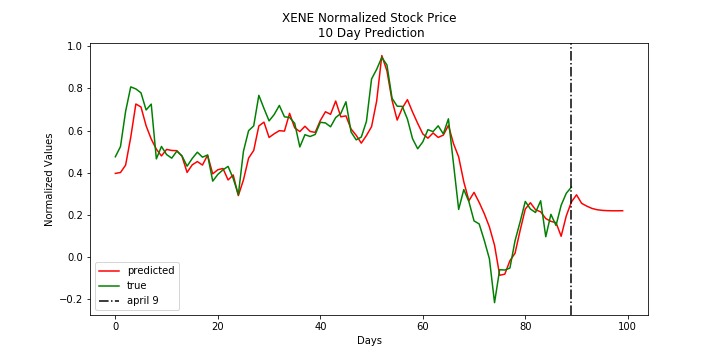 XENE Normalized Stock Price
10 Day Prediction
Normalized Values
1.0
0.8
0.6
0.4
0.2
0.0
−0.2
predicted
true
april 9
0
20
40
60
80
100
Days